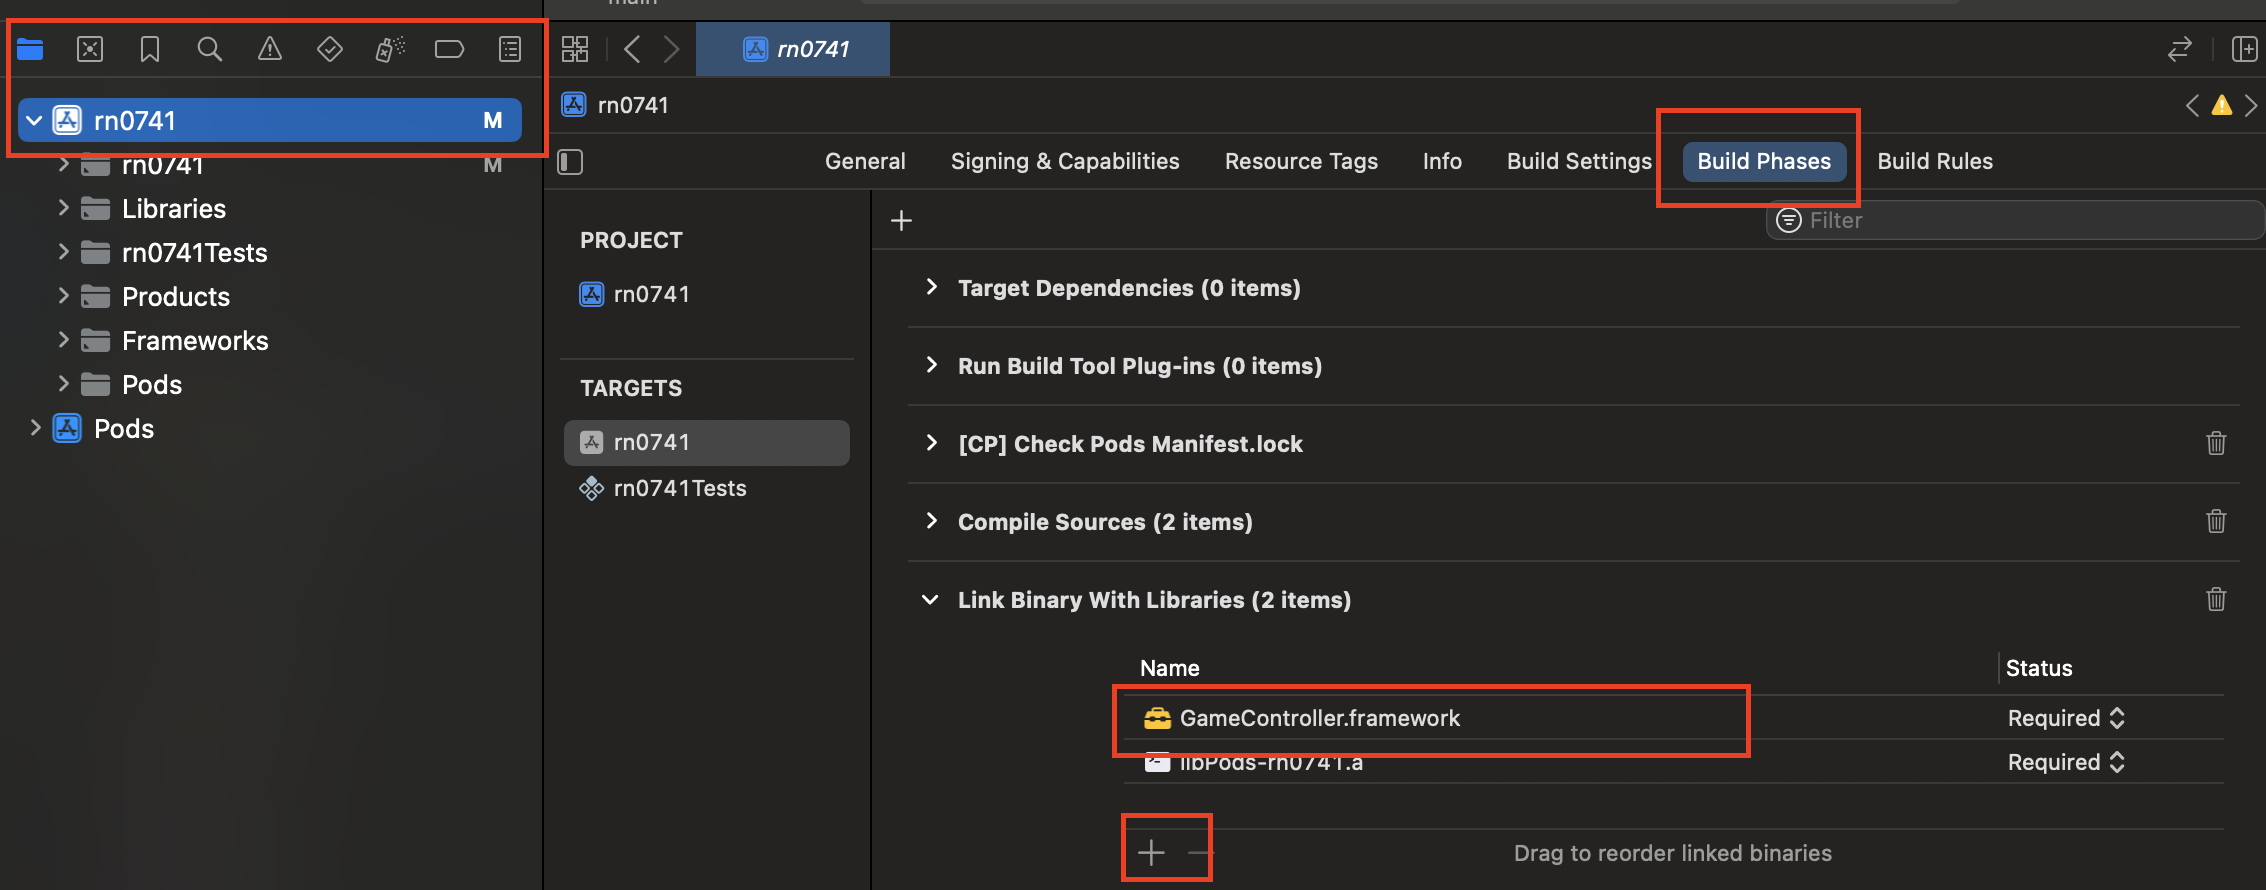 main
rn0741
rn0741 M
rn0741
rn0741 M
General Signing & Capabilities Resource Tags Info Build Settings Build Phases Build Rules
Libraries
rn0741Tests
Products
Frameworks
Pods
Pods
Filter
PROJECT
rn0741
TARGETS
rn0741
rn0741Tests
Target Dependencies (0 items)
Run Build Tool Plug-ins (0 items)
[CP] Check Pods Manifest.lock
Compile Sources (2 items)
Link Binary With Libraries (2 items)
Name Status
GameController.framework Required
libPods-rn0741.a Required
Drag to reorder linked binaries